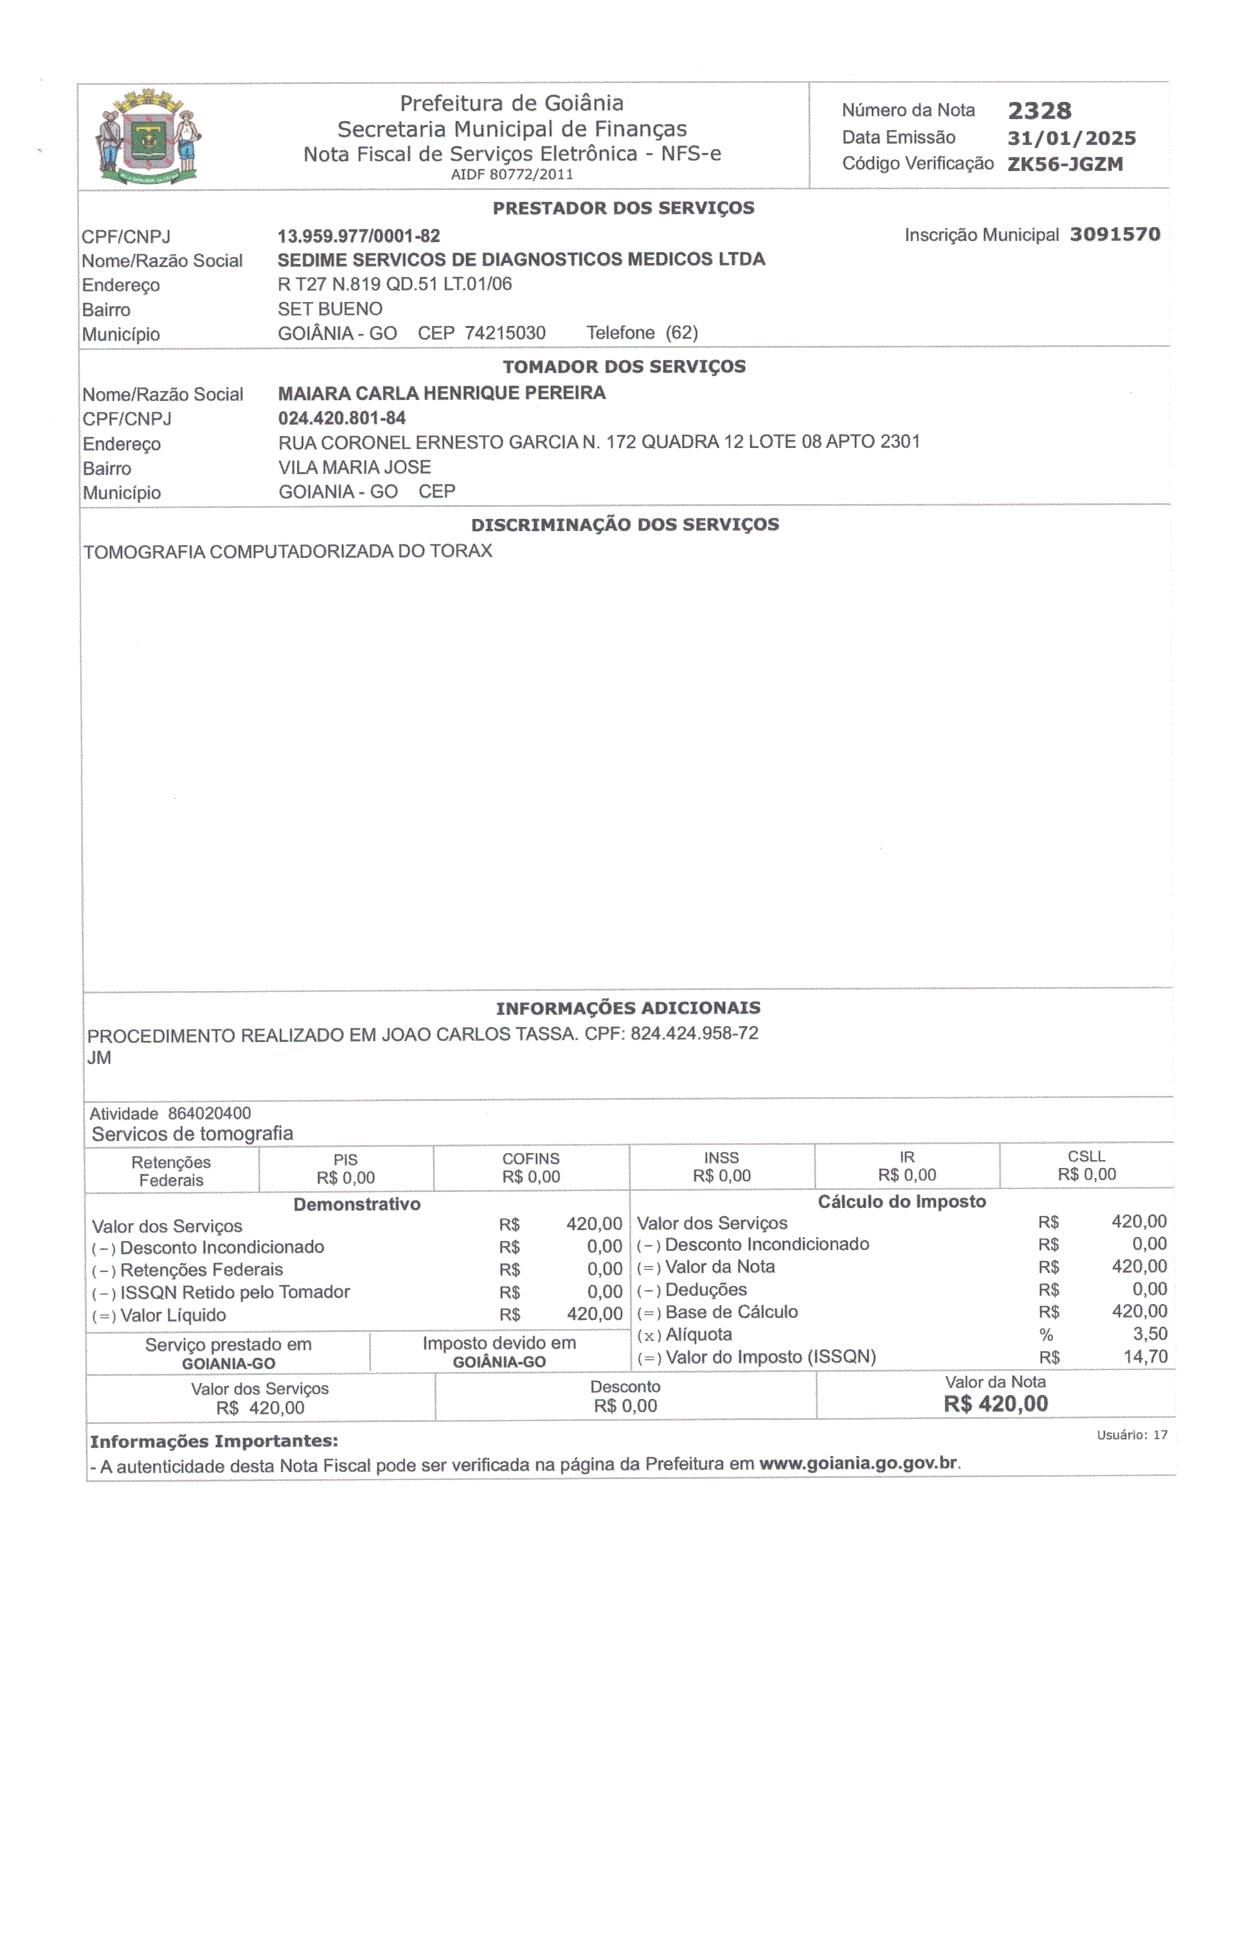 Prefeitura de Goiânia
Secretaria Municipal de Finanças
Nota Fiscal de Serviços Eletrônica - NFS-e
AIDF 80772/2011
Número da Nota 2328
Data Emissão 31/01/2025
Código Verificação ZK56-JGZM
PRESTADOR DOS SERVIÇOS
CPF/CNPJ 13.959.977/0001-82 Inscrição Municipal 3091570
Nome/Razão Social SEDIME SERVICOS DE DIAGNOSTICOS MEDICOS LTDA
Endereço R T27 N.819 QD.51 LT.01/06
Bairro SET BUENO
Município GOIÂNIA - GO CEP 74215030 Telefone (62)
TOMADOR DOS SERVIÇOS
Nome/Razão Social MAIARA CARLA HENRIQUE PEREIRA
CPF/CNPJ 024.420.801-84
Endereço RUA CORONEL ERNESTO GARCIA N. 172 QUADRA 12 LOTE 08 APTO 2301
Bairro VILA MARIA JOSE
Município GOIANIA - GO CEP
DISCRIMINAÇÃO DOS SERVIÇOS
TOMOGRAFIA COMPUTADORIZADA DO TORAX
INFORMAÇÕES ADICIONAIS
PROCEDIMENTO REALIZADO EM JOAO CARLOS TASSA. CPF: 824.424.958-72
JM
Atividade 864020400
Servicos de tomografia
Retenções Federais
PIS R$ 0,00
COFINS R$ 0,00
INSS R$ 0,00
IR R$ 0,00
CSLL R$ 0,00
Demonstrativo
Valor dos Serviços R$ 420,00
(-) Desconto Incondicionado R$ 0,00
(-) Retenções Federais R$ 0,00
(-) ISSQN Retido pelo Tomador R$ 0,00
(=) Valor Líquido R$ 420,00
Serviço prestado em GOIANIA-GO
Imposto devido em GOIÂNIA-GO
Cálculo do Imposto
Valor dos Serviços R$ 420,00
(-) Desconto Incondicionado R$ 0,00
(=) Valor da Nota R$ 420,00
(-) Deduções R$ 0,00
(=) Base de Cálculo R$ 420,00
(x) Alíquota % 3,50
(=) Valor do Imposto (ISSQN) R$ 14,70
Valor dos Serviços R$ 420,00
Desconto R$ 0,00
Valor da Nota R$ 420,00
Informações Importantes: Usuário: 17
- A autenticidade desta Nota Fiscal pode ser verificada na página da Prefeitura em www.goiania.go.gov.br.